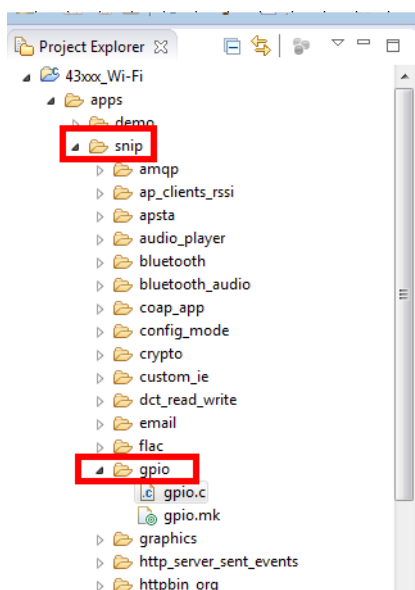 Project Explorer
43xxx_Wi-Fi
apps
demo
snip
amqp
ap_clients_rssi
apsta
audio_player
bluetooth
bluetooth_audio
coap_app
config_mode
crypto
custom_ie
dct_read_write
email
flac
gpio
.c gpio.c
gpio.mk
graphics
http_server_sent_events
httpbin_org